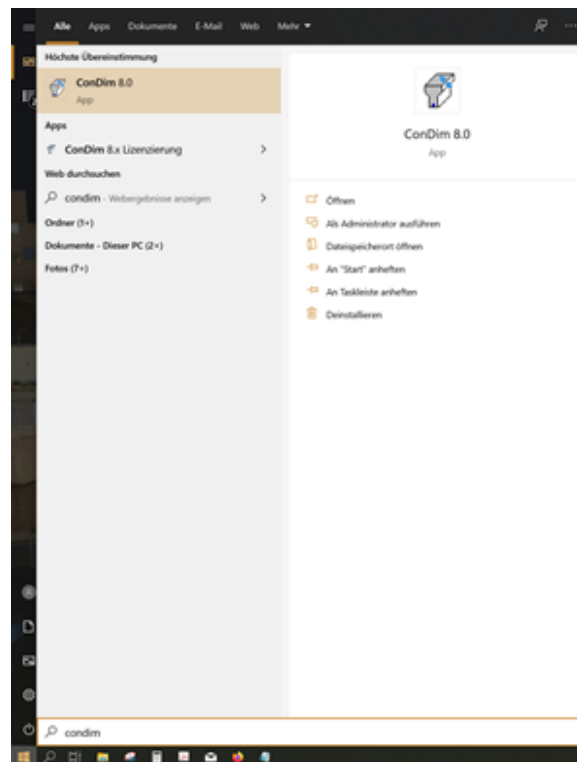 Alle Apps Dokumente E-Mail Web Mehr
Höchste Übereinstimmung
ConDim 8.0
App
Apps
ConDim 8.x Lizenzierung
Web durchsuchen
condim - Webergebnisse anzeigen
Ordner (1+)
Dokumente - Dieser PC (2+)
Fotos (7+)
ConDim 8.0
App
Öffnen
Als Administrator ausführen
Dateispeicherort öffnen
An "Start" anheften
An Taskleiste anheften
Deinstallieren
condim